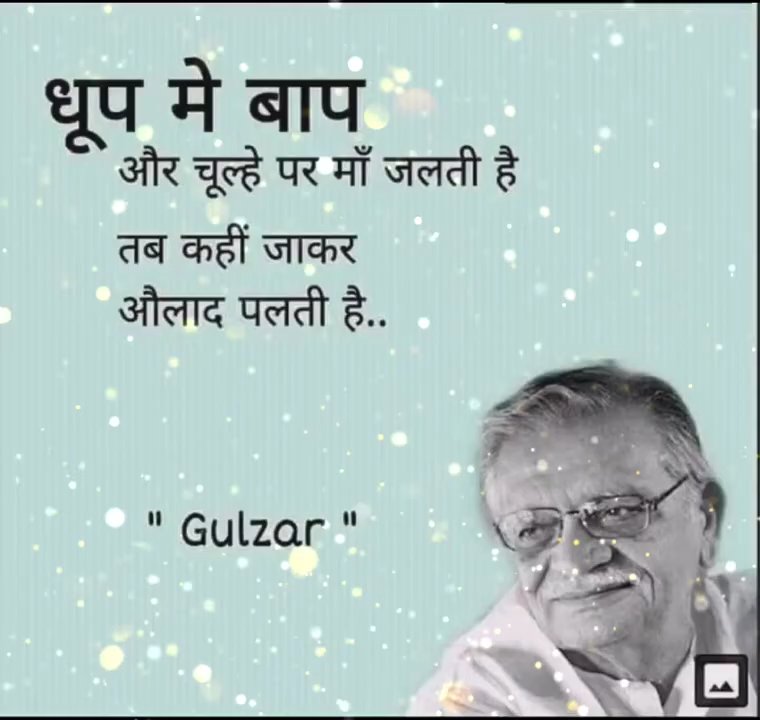 धूप मे बाप
और चूल्हे पर माँ जलती है
तब कहीं जाकर
औलाद पलती है..
" Gulzar "